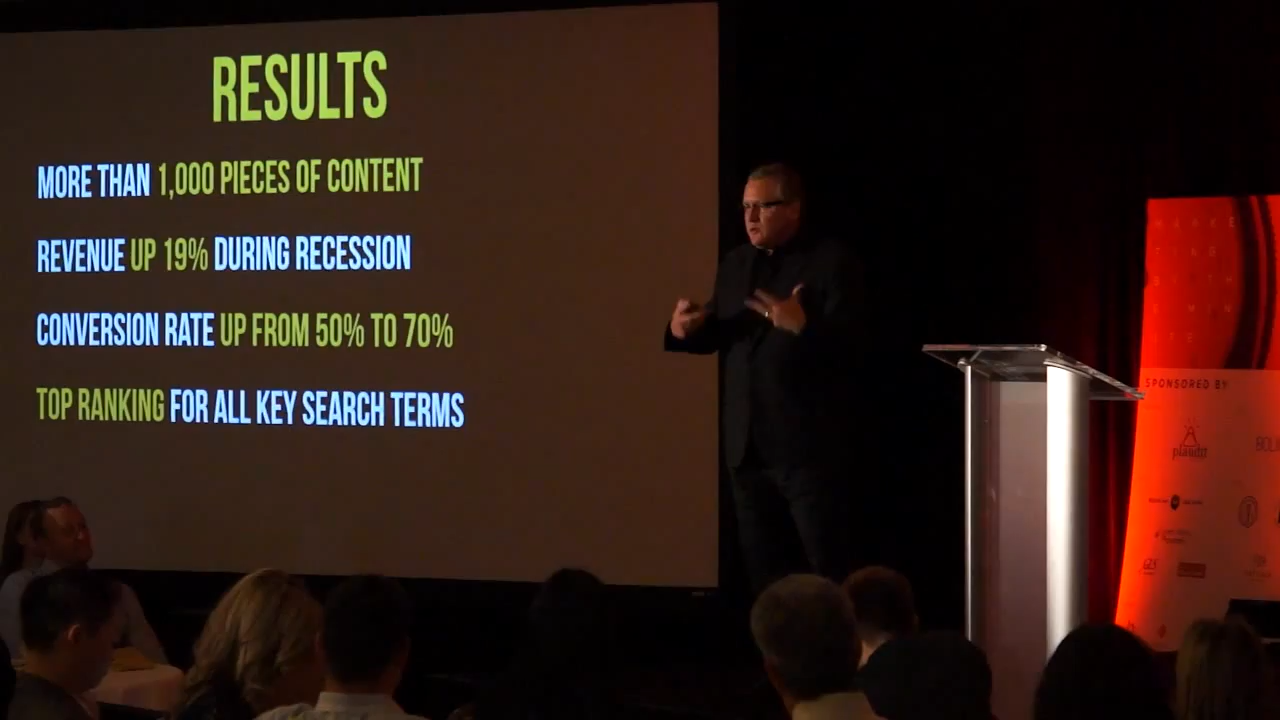 RESULTS
MORE THAN 1,000 PIECES OF CONTENT
REVENUE UP 19% DURING RECESSION
CONVERSION RATE UP FROM 50% TO 70%
TOP RANKING FOR ALL KEY SEARCH TERMS
SPONSORED BY
plaudit